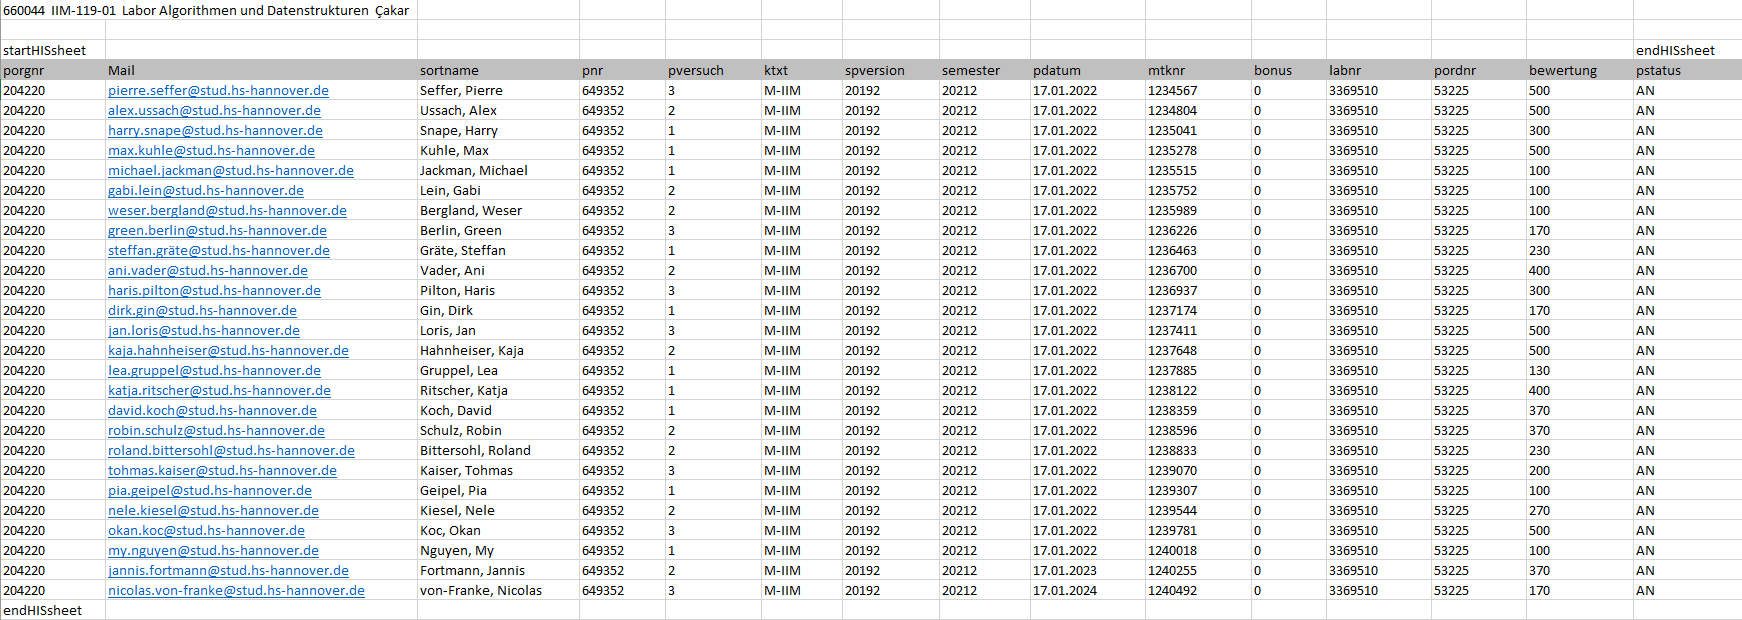 660044 IIM-119-01 Labor Algorithmen und Datenstrukturen Çakar
startHISsheet endHISsheet
porgnr Mail sortname pnr pversuch ktxt spversion semester pdatum mtknr bonus labnr pordnr bewertung pstatus
204220 pierre.seffer@stud.hs-hannover.de Seffer, Pierre 649352 3 M-IIM 20192 20212 17.01.2022 1234567 0 3369510 53225 500 AN
204220 alex.ussach@stud.hs-hannover.de Ussach, Alex 649352 2 M-IIM 20192 20212 17.01.2022 1234804 0 3369510 53225 500 AN
204220 harry.snape@stud.hs-hannover.de Snape, Harry 649352 1 M-IIM 20192 20212 17.01.2022 1235041 0 3369510 53225 300 AN
204220 max.kuhle@stud.hs-hannover.de Kuhle, Max 649352 1 M-IIM 20192 20212 17.01.2022 1235278 0 3369510 53225 500 AN
204220 michael.jackman@stud.hs-hannover.de Jackman, Michael 649352 1 M-IIM 20192 20212 17.01.2022 1235515 0 3369510 53225 100 AN
204220 gabi.lein@stud.hs-hannover.de Lein, Gabi 649352 2 M-IIM 20192 20212 17.01.2022 1235752 0 3369510 53225 100 AN
204220 weser.bergland@stud.hs-hannover.de Bergland, Weser 649352 2 M-IIM 20192 20212 17.01.2022 1235989 0 3369510 53225 100 AN
204220 green.berlin@stud.hs-hannover.de Berlin, Green 649352 3 M-IIM 20192 20212 17.01.2022 1236226 0 3369510 53225 170 AN
204220 steffan.gräte@stud.hs-hannover.de Gräte, Steffan 649352 1 M-IIM 20192 20212 17.01.2022 1236463 0 3369510 53225 230 AN
204220 ani.vader@stud.hs-hannover.de Vader, Ani 649352 2 M-IIM 20192 20212 17.01.2022 1236700 0 3369510 53225 400 AN
204220 haris.pilton@stud.hs-hannover.de Pilton, Haris 649352 3 M-IIM 20192 20212 17.01.2022 1236937 0 3369510 53225 300 AN
204220 dirk.gin@stud.hs-hannover.de Gin, Dirk 649352 1 M-IIM 20192 20212 17.01.2022 1237174 0 3369510 53225 170 AN
204220 jan.loris@stud.hs-hannover.de Loris, Jan 649352 3 M-IIM 20192 20212 17.01.2022 1237411 0 3369510 53225 500 AN
204220 kaja.hahnheiser@stud.hs-hannover.de Hahnheiser, Kaja 649352 2 M-IIM 20192 20212 17.01.2022 1237648 0 3369510 53225 500 AN
204220 lea.gruppel@stud.hs-hannover.de Gruppel, Lea 649352 1 M-IIM 20192 20212 17.01.2022 1237885 0 3369510 53225 130 AN
204220 katja.ritscher@stud.hs-hannover.de Ritscher, Katja 649352 1 M-IIM 20192 20212 17.01.2022 1238122 0 3369510 53225 400 AN
204220 david.koch@stud.hs-hannover.de Koch, David 649352 1 M-IIM 20192 20212 17.01.2022 1238359 0 3369510 53225 370 AN
204220 robin.schulz@stud.hs-hannover.de Schulz, Robin 649352 2 M-IIM 20192 20212 17.01.2022 1238596 0 3369510 53225 370 AN
204220 roland.bittersohl@stud.hs-hannover.de Bittersohl, Roland 649352 2 M-IIM 20192 20212 17.01.2022 1238833 0 3369510 53225 230 AN
204220 tohmas.kaiser@stud.hs-hannover.de Kaiser, Tohmas 649352 3 M-IIM 20192 20212 17.01.2022 1239070 0 3369510 53225 200 AN
204220 pia.geipel@stud.hs-hannover.de Geipel, Pia 649352 1 M-IIM 20192 20212 17.01.2022 1239307 0 3369510 53225 100 AN
204220 nele.kiesel@stud.hs-hannover.de Kiesel, Nele 649352 2 M-IIM 20192 20212 17.01.2022 1239544 0 3369510 53225 270 AN
204220 okan.koc@stud.hs-hannover.de Koc, Okan 649352 3 M-IIM 20192 20212 17.01.2022 1239781 0 3369510 53225 500 AN
204220 my.nguyen@stud.hs-hannover.de Nguyen, My 649352 1 M-IIM 20192 20212 17.01.2022 1240018 0 3369510 53225 100 AN
204220 jannis.fortmann@stud.hs-hannover.de Fortmann, Jannis 649352 2 M-IIM 20192 20212 17.01.2023 1240255 0 3369510 53225 370 AN
204220 nicolas.von-franke@stud.hs-hannover.de von-Franke, Nicolas 649352 3 M-IIM 20192 20212 17.01.2024 1240492 0 3369510 53225 170 AN
endHISsheet